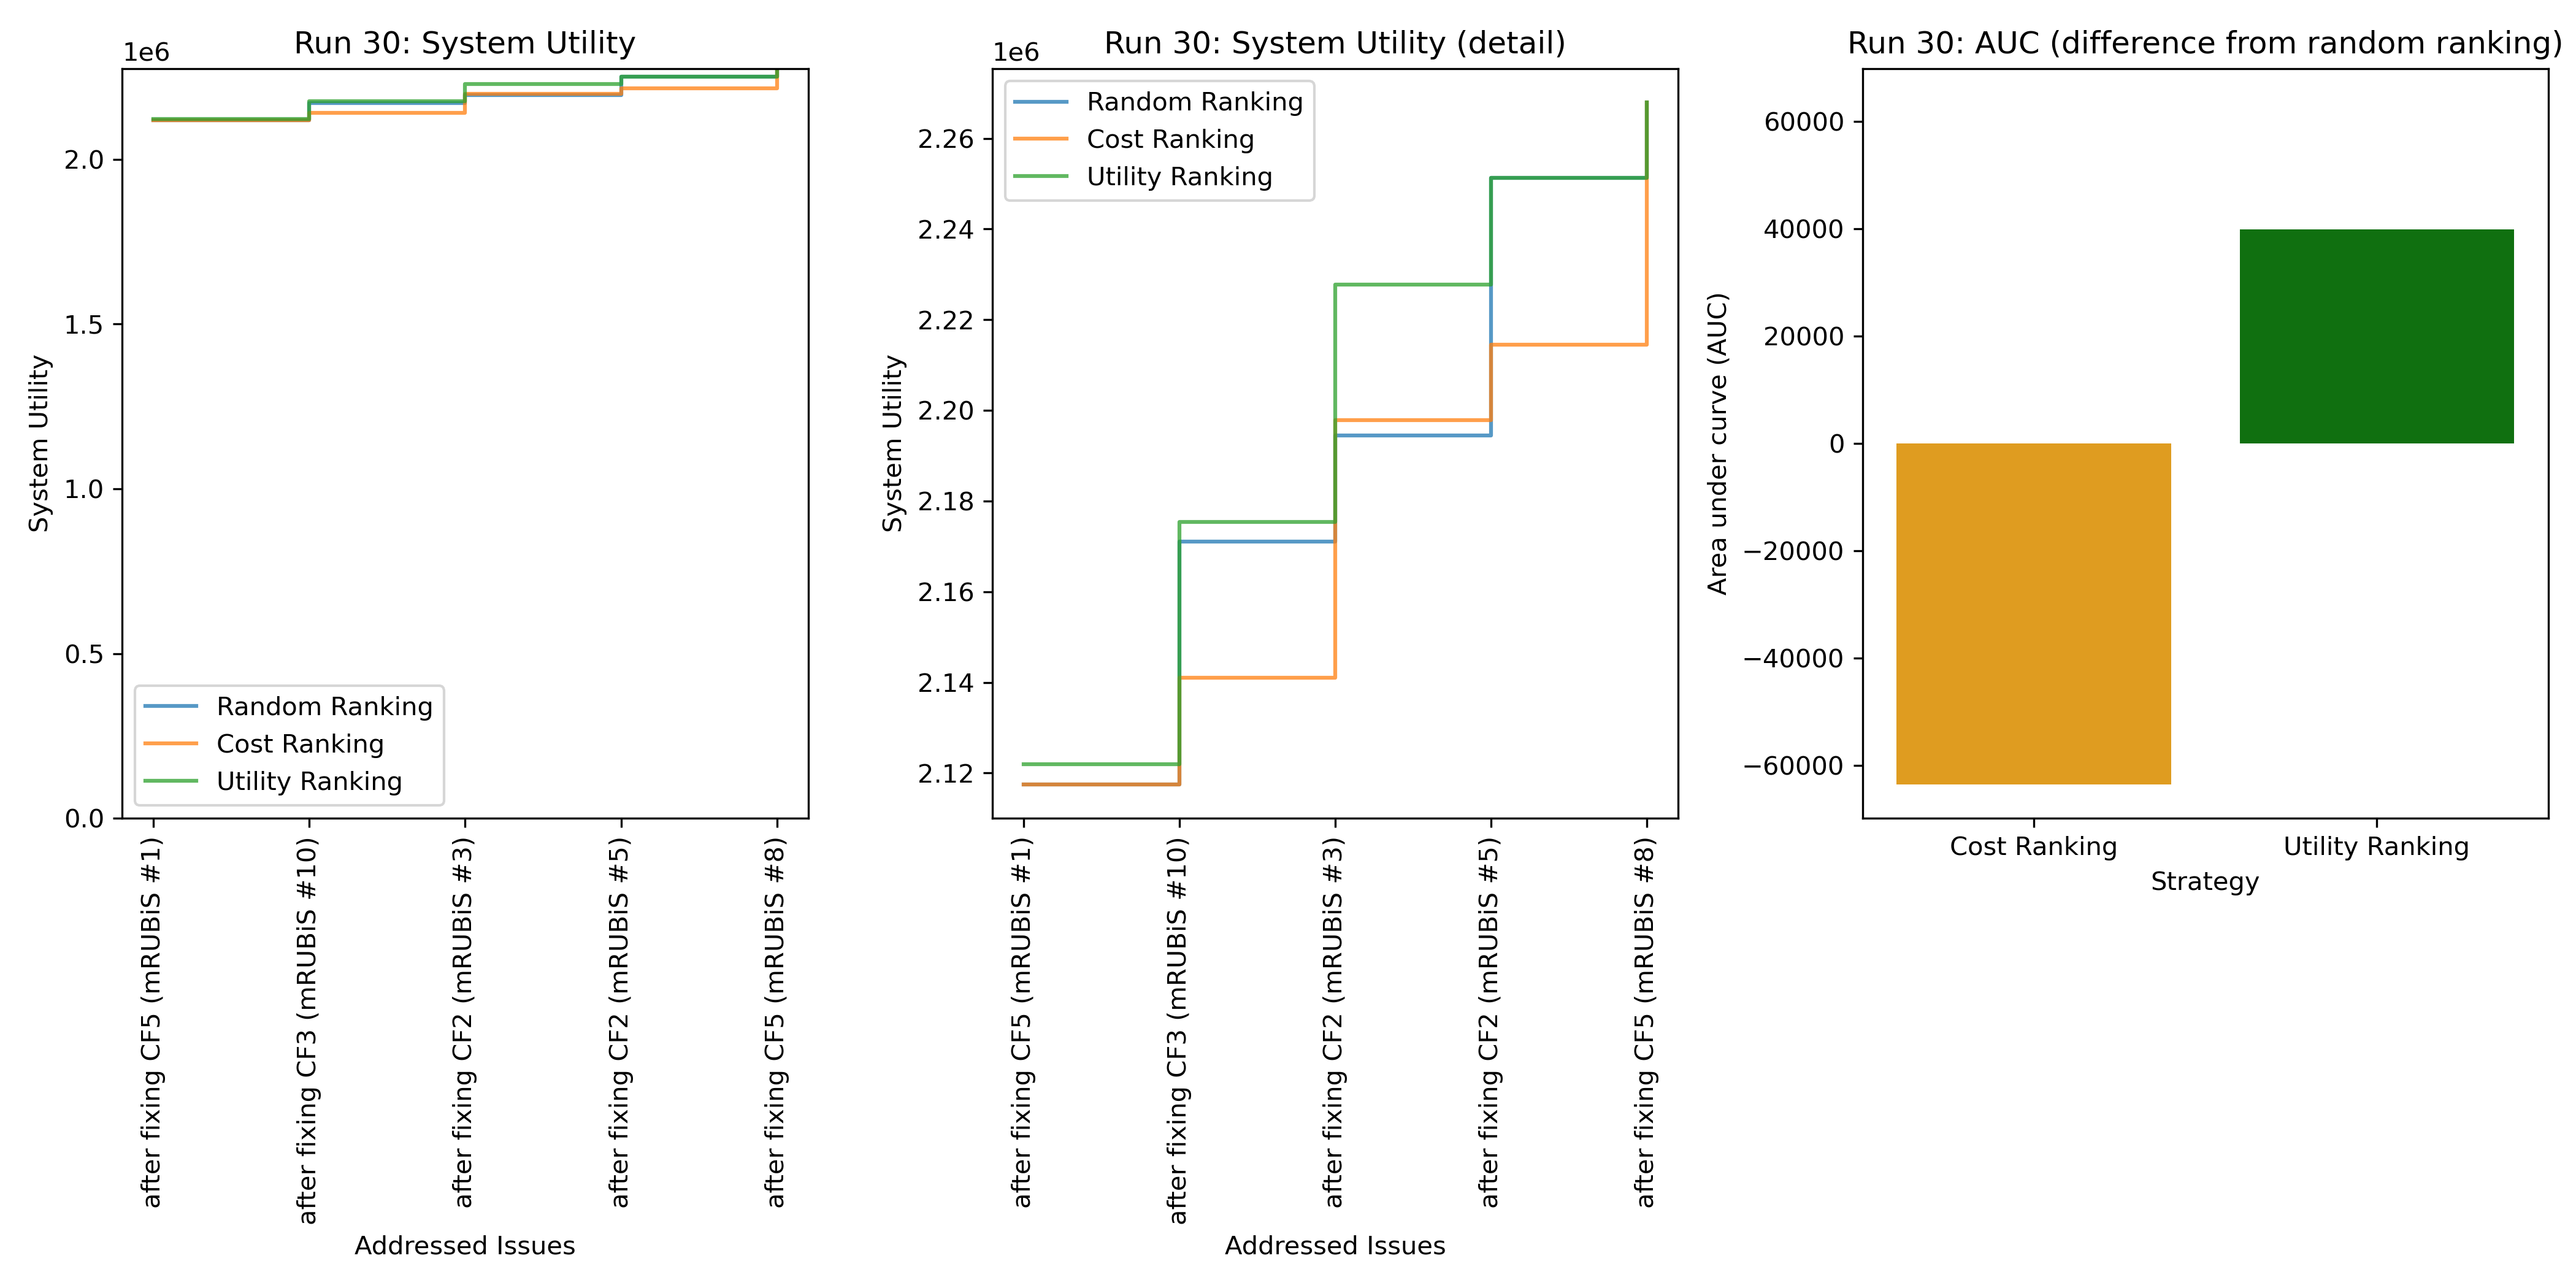 Run 30: System Utility
1e6
System Utility
2.0
1.5
1.0
0.5
0.0
Random Ranking
Cost Ranking
Utility Ranking
after fixing CF5 (mRUBiS #1)
after fixing CF3 (mRUBiS #10)
after fixing CF2 (mRUBiS #3)
after fixing CF2 (mRUBiS #5)
after fixing CF5 (mRUBiS #8)
Addressed Issues
Run 30: System Utility (detail)
1e6
System Utility
2.26
2.24
2.22
2.20
2.18
2.16
2.14
2.12
Random Ranking
Cost Ranking
Utility Ranking
after fixing CF5 (mRUBiS #1)
after fixing CF3 (mRUBiS #10)
after fixing CF2 (mRUBiS #3)
after fixing CF2 (mRUBiS #5)
after fixing CF5 (mRUBiS #8)
Addressed Issues
Run 30: AUC (difference from random ranking)
Area under curve (AUC)
60000
40000
20000
0
−20000
−40000
−60000
Cost Ranking
Utility Ranking
Strategy